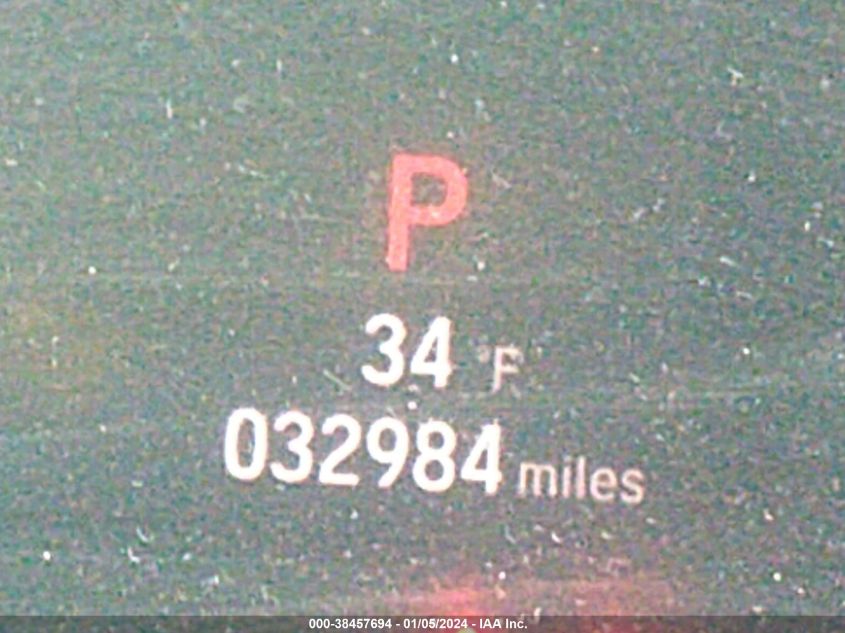 P
34 °F
032984 miles
000-38457694 - 01/05/2024 - IAA Inc.